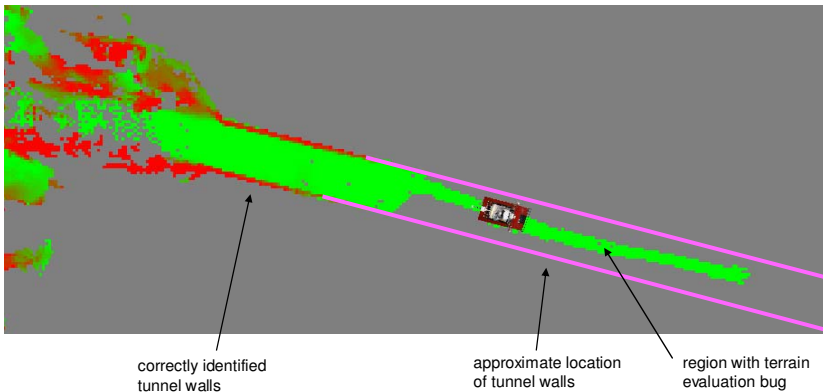 correctly identified
tunnel walls
approximate location
of tunnel walls
region with terrain
evaluation bug